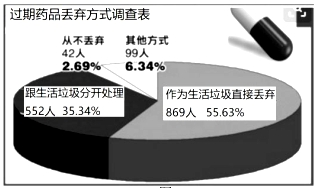 过期药品丢弃方式调查表
从不丢弃
42人
2.69%
其他方式
99人
6.34%
跟生活垃圾分开处理
552人 35.34%
作为生活垃圾直接丢弃
869人 55.63%